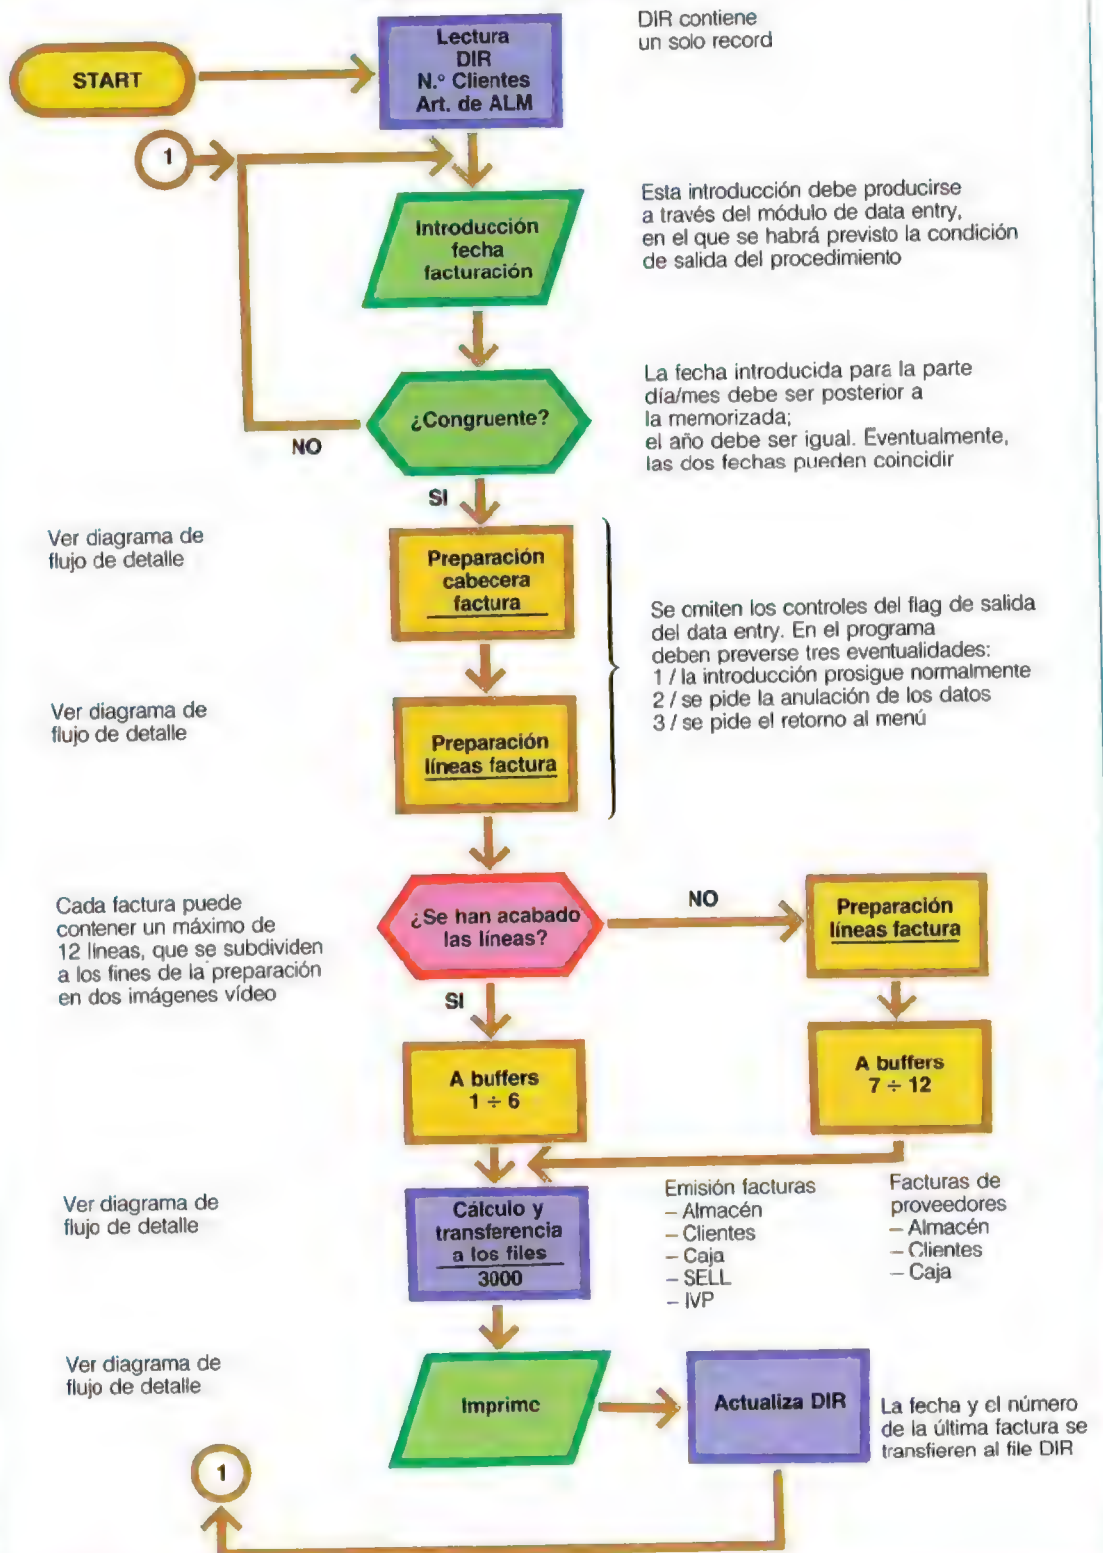 DIR contiene
un solo record
START
Lectura
DIR
N.° Clientes
Art. de ALM
1
Introducción
fecha
facturación
Esta introducción debe producirse
a través del módulo de data entry,
en el que se habrá previsto la condición
de salida del procedimiento
¿Congruente?
NO
La fecha introducida para la parte
día/mes debe ser posterior a
la memorizada;
el año debe ser igual. Eventualmente,
las dos fechas pueden coincidir
SI
Ver diagrama de
flujo de detalle
Preparación
cabecera
factura
Se omiten los controles del flag de salida
del data entry. En el programa
deben preverse tres eventualidades:
1 / la introducción prosigue normalmente
2 / se pide la anulación de los datos
3 / se pide el retorno al menú
Ver diagrama de
flujo de detalle
Preparación
líneas factura
Cada factura puede
contener un máximo de
12 líneas, que se subdividen
a los fines de la preparación
en dos imágenes vídeo
¿Se han acabado
las líneas?
NO
Preparación
líneas factura
SI
A buffers
1 ÷ 6
A buffers
7 ÷ 12
Ver diagrama de
flujo de detalle
Cálculo y
transferencia
a los files
3000
Emisión facturas
– Almacén
– Clientes
– Caja
– SELL
– IVP
Facturas de
proveedores
– Almacén
– Clientes
– Caja
Ver diagrama de
flujo de detalle
Imprime
Actualiza DIR
La fecha y el número
de la última factura se
transfieren al file DIR
1